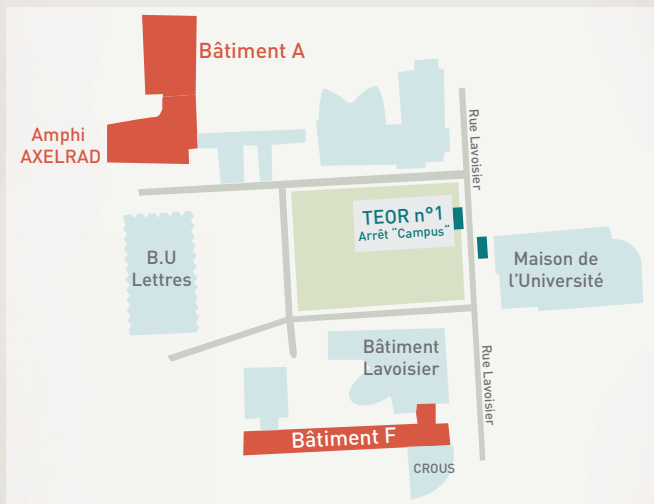 Bâtiment A
Amphi
AXELRAD
Rue Lavoisier
TEOR n°1
Arrêt "Campus"
B.U
Lettres
Maison de
l'Université
Bâtiment
Lavoisier
Rue Lavoisier
Bâtiment F
CROUS